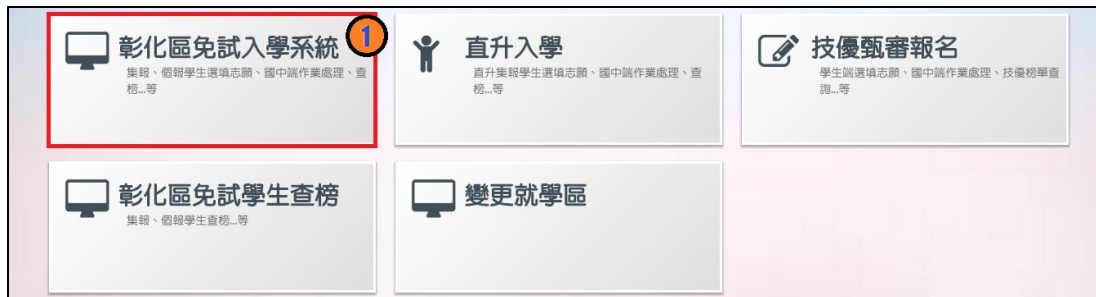 彰化區免試入學系統
1
集報、個報學生選填志願、國中端作業處理、查
榜...等
直升入學
直升集報學生選填志願、國中端作業處理、查
榜...等
技優甄審報名
學生端選填志願、國中端作業處理、技優榜單查
詢...等
彰化區免試學生查榜
集報、個報學生查榜...等
變更就學區